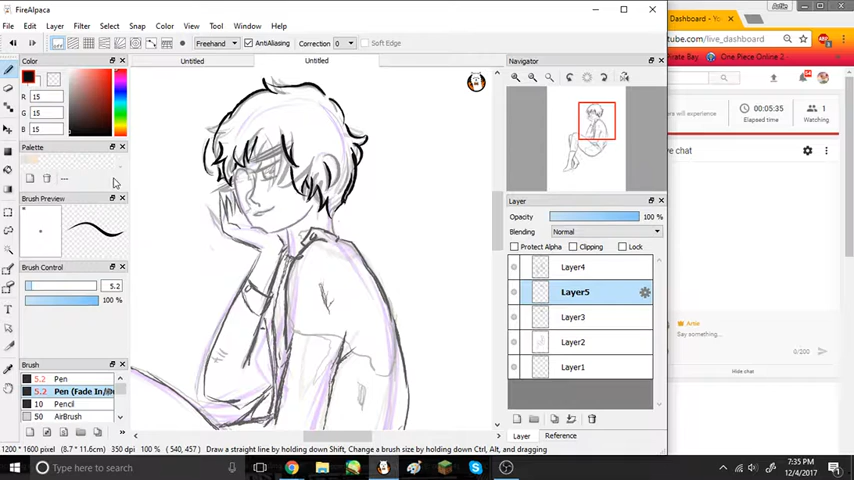 FireAlpaca
File Edit Layer Filter Select Snap Color View Tool Window Help
Freehand AntiAliasing Correction 0 Soft Edge
Color
R 15
G 15
B 15
Palette
---
Brush Preview
Brush Control
5.2
100 %
Brush
5.2 Pen
5.2 Pen (Fade In/
10 Pencil
50 AirBrush
Untitled Untitled
Navigator
Layer
Opacity 100 %
Blending Normal
Protect Alpha Clipping Lock
Layer4
Layer5
Layer3
Layer2
Layer1
Layer Reference
1200 * 1600 pixel (8.7 * 11.6cm) 350 dpi 100 % ( 540, 457 ) Draw a straight line by holding down Shift, Change a brush size by holding down Ctrl, Alt, and dragging
Artie
Dashboard - Yo
tube.com/live_dashboard
irate Bay One Piece Online 2
ra will experience
00:05:35
Elapsed time
1
Watching
ve chat
Artie
Say something...
0/200
Hide chat
Type here to search
7:35 PM
12/4/2017